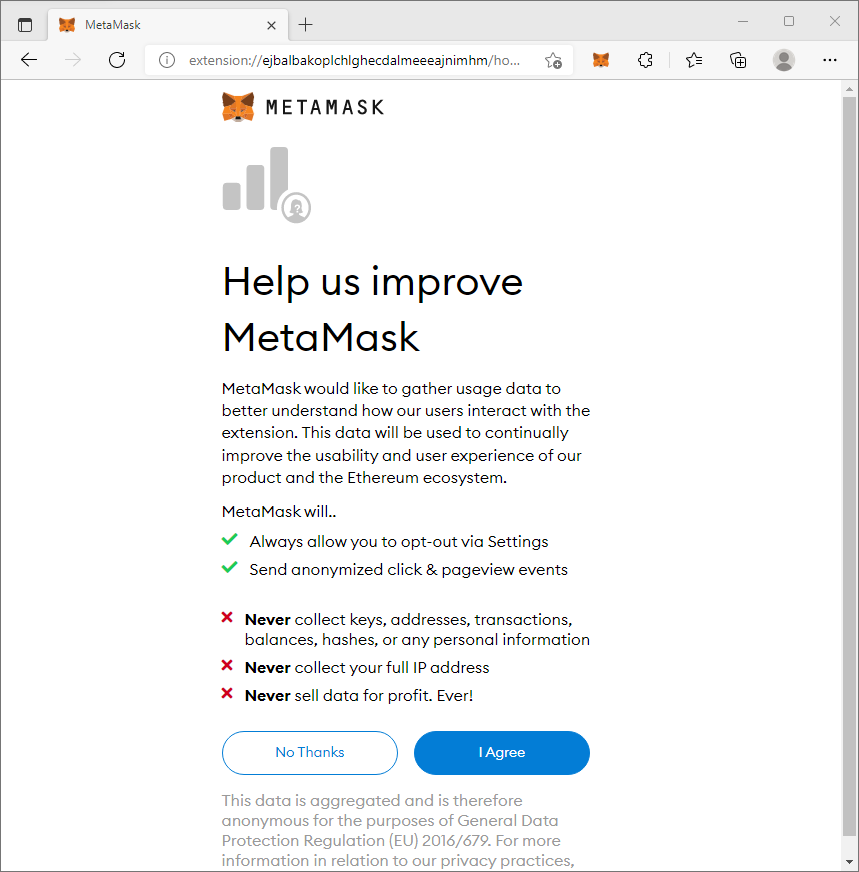 MetaMask
extension://ejbalbakoplchlghecdalmeeeajnimhm/ho...
METAMASK
?
Help us improve
MetaMask
MetaMask would like to gather usage data to
better understand how our users interact with the
extension. This data will be used to continually
improve the usability and user experience of our
product and the Ethereum ecosystem.
MetaMask will..
Always allow you to opt-out via Settings
Send anonymized click & pageview events
Never collect keys, addresses, transactions,
balances, hashes, or any personal information
Never collect your full IP address
Never sell data for profit. Ever!
No Thanks
I Agree
This data is aggregated and is therefore
anonymous for the purposes of General Data
Protection Regulation (EU) 2016/679. For more
information in relation to our privacy practices,